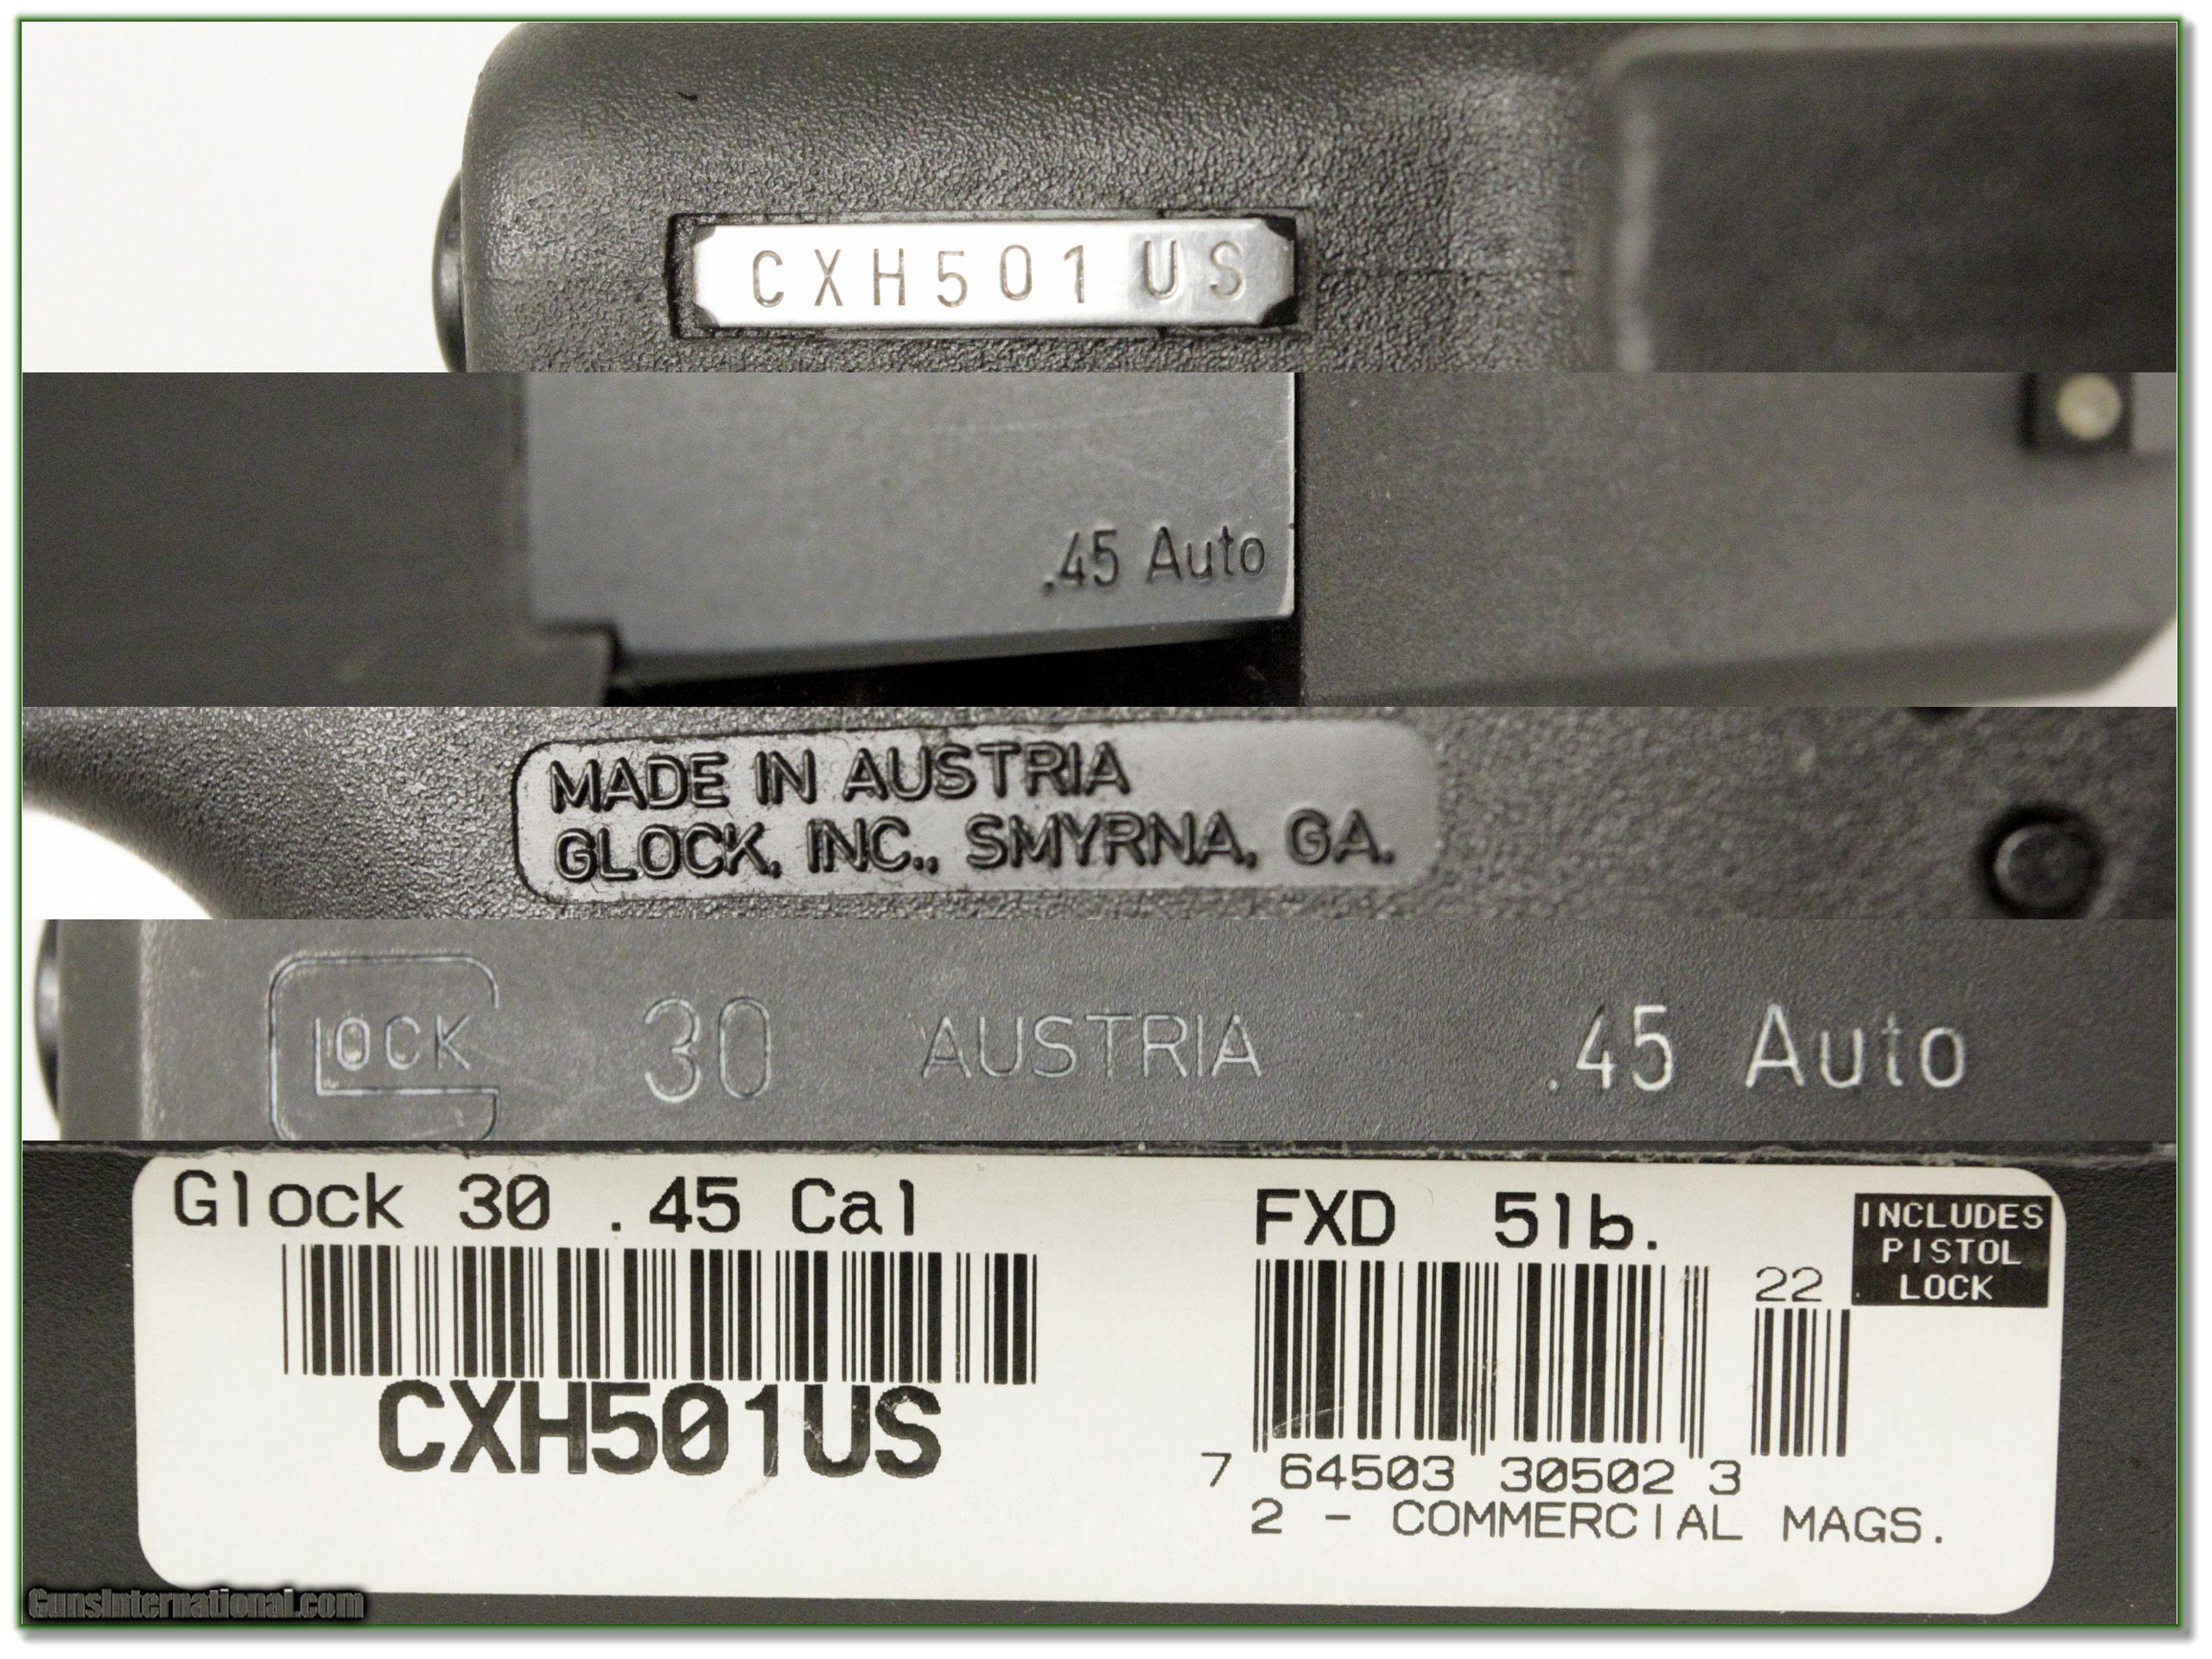 CXH501 US
.45 Auto
MADE IN AUSTRIA
GLOCK, INC., SMYRNA, GA.
GLOCK 30 AUSTRIA .45 Auto
Glock 30 .45 Cal FXD 5lb.
INCLUDES
PISTOL
LOCK
22
CXH501US
7 64503 30502 3
2 - COMMERCIAL MAGS.
GunsInternational.com